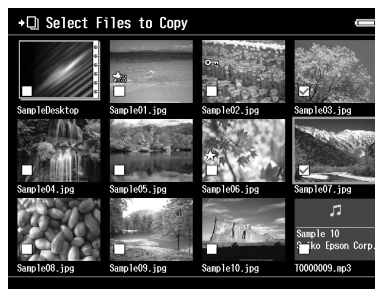 Select Files to Copy
SampleDesktop
Sample01.jpg
Sample02.jpg
Sample03.jpg
Sample04.jpg
Sample05.jpg
Sample06.jpg
Sample07.jpg
Sample 10
Seiko Epson Corp.
Sample08.jpg
Sample09.jpg
Sample10.jpg
T0000009.mp3